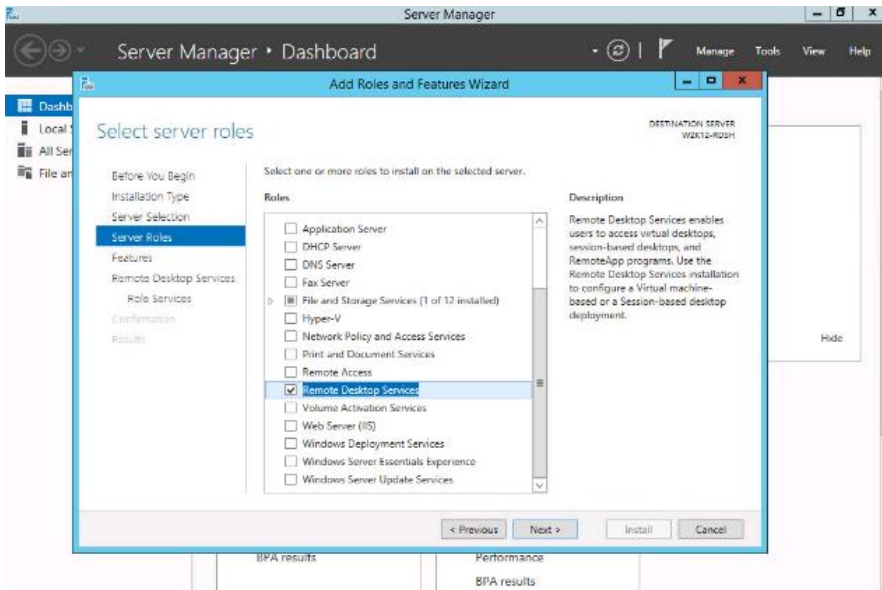 Server Manager
Server Manager • Dashboard
Manage Tools View Help
Add Roles and Features Wizard
Dashb
Local S
All Ser
File an
Select server roles
DESTINATION SERVER
W2K12-RDSH
Before You Begin
Installation Type
Server Selection
Server Roles
Features
Remote Desktop Services
Role Services
Confirmation
Results
Select one or more roles to install on the selected server.
Roles
Application Server
DHCP Server
DNS Server
Fax Server
File and Storage Services (1 of 12 installed)
Hyper-V
Network Policy and Access Services
Print and Document Services
Remote Access
Remote Desktop Services
Volume Activation Services
Web Server (IIS)
Windows Deployment Services
Windows Server Essentials Experience
Windows Server Update Services
Description
Remote Desktop Services enables
users to access virtual desktops,
session-based desktops, and
RemoteApp programs. Use the
Remote Desktop Services installation
to configure a Virtual machine-
based or a Session-based desktop
deployment.
Hide
< Previous
Next >
Install
Cancel
BPA results
Performance
BPA results